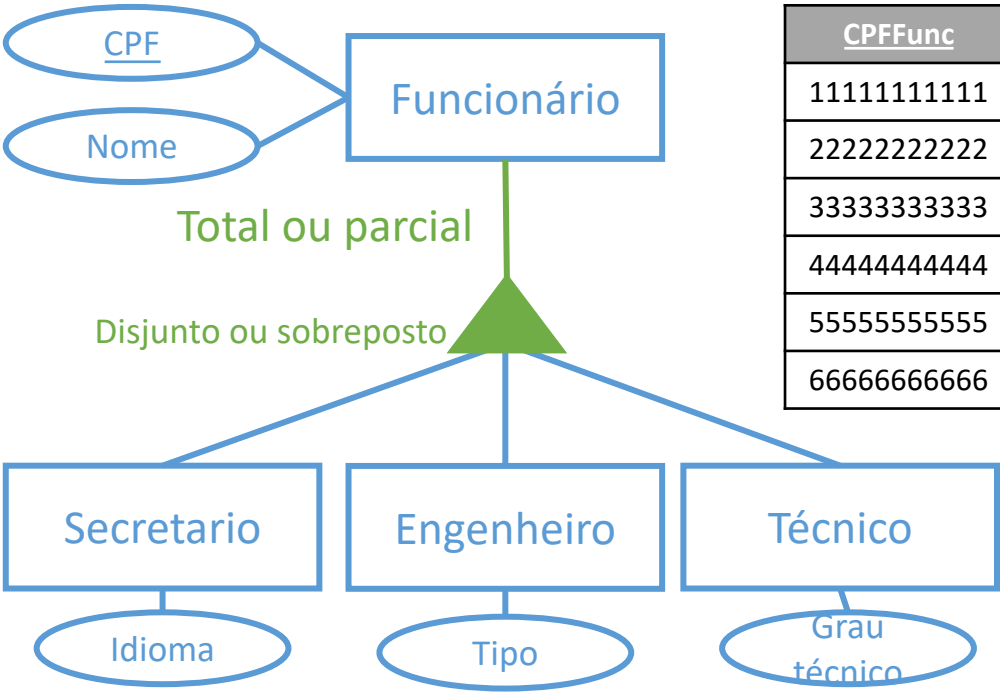 CPF
Nome
Funcionário
CPFFunc
11111111111
22222222222
33333333333
44444444444
55555555555
66666666666
Total ou parcial
Disjunto ou sobreposto
Secretario
Engenheiro
Técnico
Idioma
Tipo
Grau
técnico